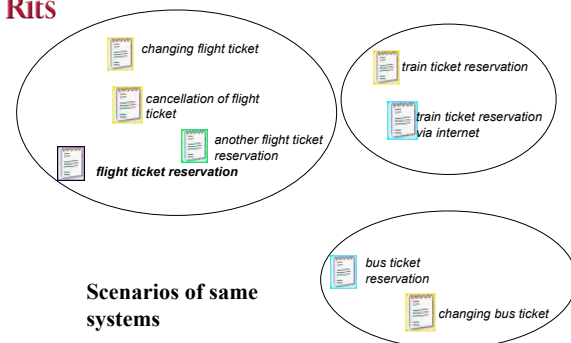 Rits
changing flight ticket
cancellation of flight
ticket
another flight ticket
reservation
flight ticket reservation
train ticket reservation
train ticket reservation
via internet
bus ticket
reservation
changing bus ticket
Scenarios of same
systems